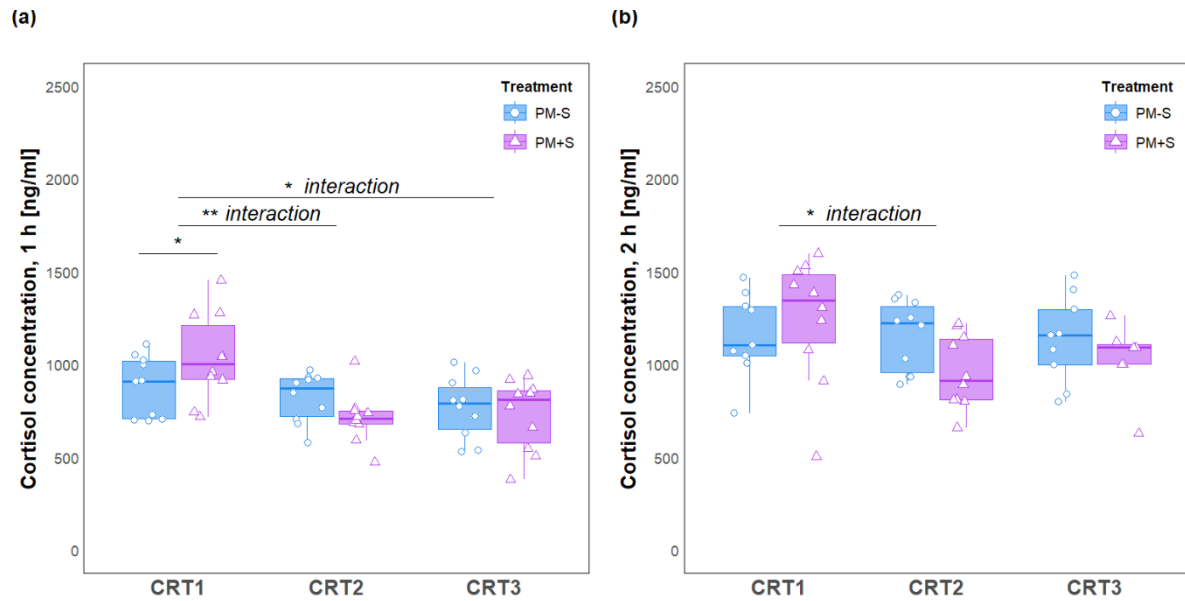 (a)
Cortisol concentration, 1 h [ng/ml]
2500
2000
1500
1000
500
0
Treatment
PM-S
PM+S
* interaction
** interaction
*
CRT1
CRT2
CRT3
(b)
Cortisol concentration, 2 h [ng/ml]
2500
2000
1500
1000
500
0
Treatment
PM-S
PM+S
* interaction
CRT1
CRT2
CRT3